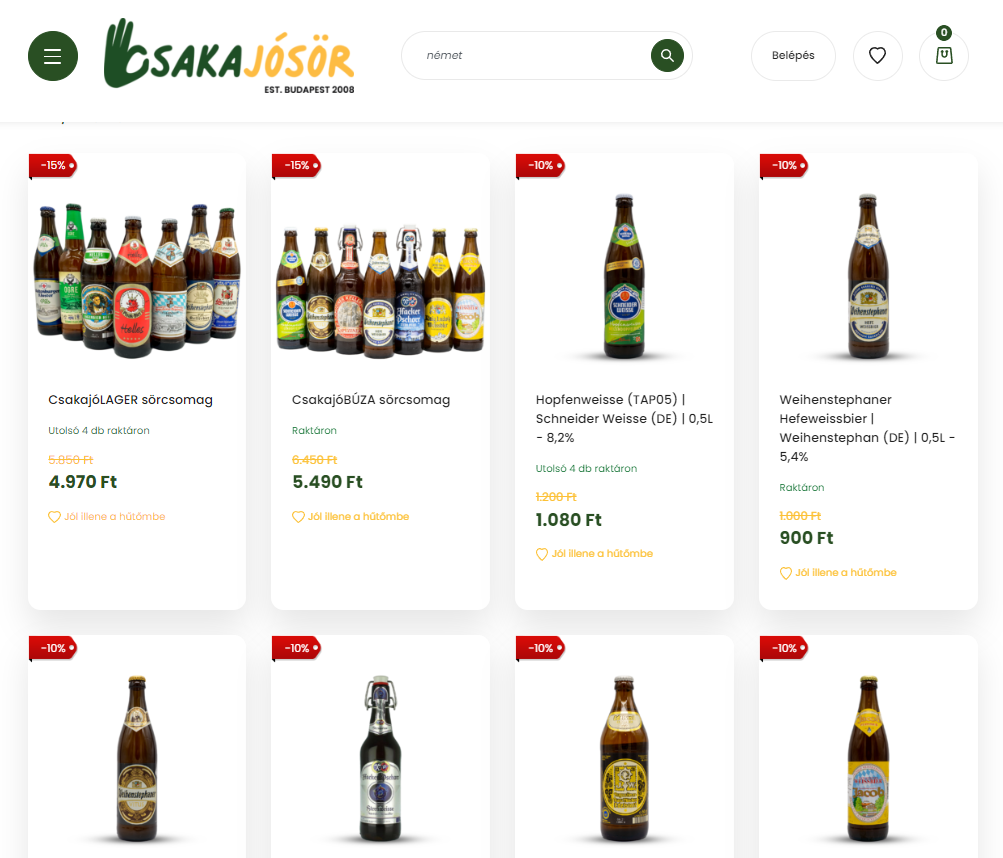 CSAKAJÓSÖR
EST. BUDAPEST 2008
német
Belépés
0
-15%
-15%
-10%
-10%
CsakajóLAGER sörcsomag
Utolsó 4 db raktáron
5.850 Ft
4.970 Ft
Jól illene a hűtőmbe
CsakajóBÚZA sörcsomag
Raktáron
6.450 Ft
5.490 Ft
Jól illene a hűtőmbe
Hopfenweisse (TAP05) |
Schneider Weisse (DE) | 0,5L
- 8,2%
Utolsó 4 db raktáron
1.200 Ft
1.080 Ft
Jól illene a hűtőmbe
Weihenstephaner
Hefeweissbier |
Weihenstephan (DE) | 0,5L -
5,4%
Raktáron
1.000 Ft
900 Ft
Jól illene a hűtőmbe
-10%
-10%
-10%
-10%